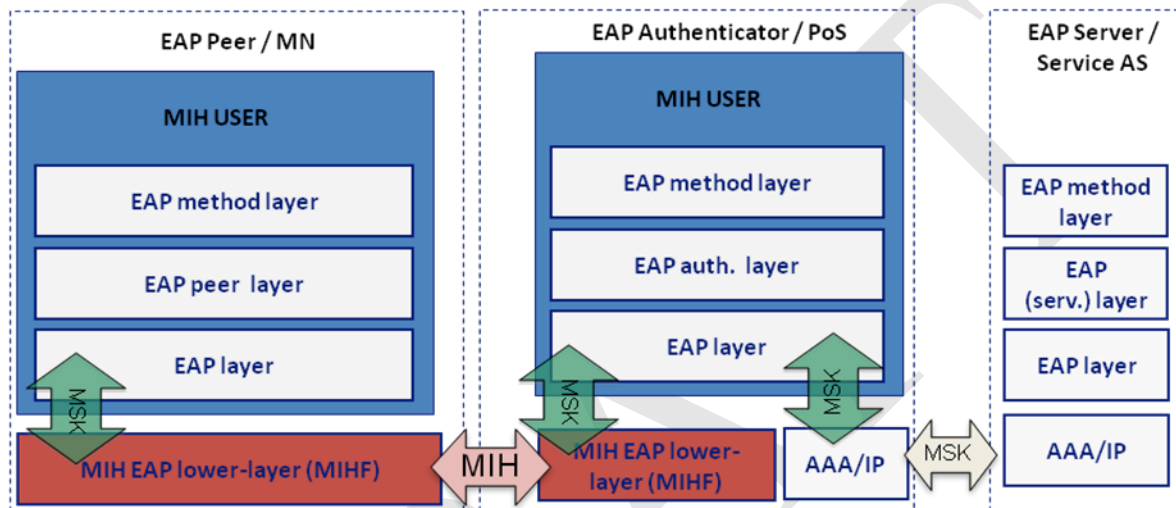 EAP Peer / MN
MIH USER
EAP method layer
EAP peer layer
EAP layer
MSK
MIH EAP lower-layer (MIHF)
MIH
EAP Authenticator / PoS
MIH USER
EAP method layer
EAP auth. layer
EAP layer
MSK
MSK
MIH EAP lower-
layer (MIHF)
AAA/IP
MSK
EAP Server /
Service AS
EAP method
layer
EAP
(serv.) layer
EAP layer
AAA/IP